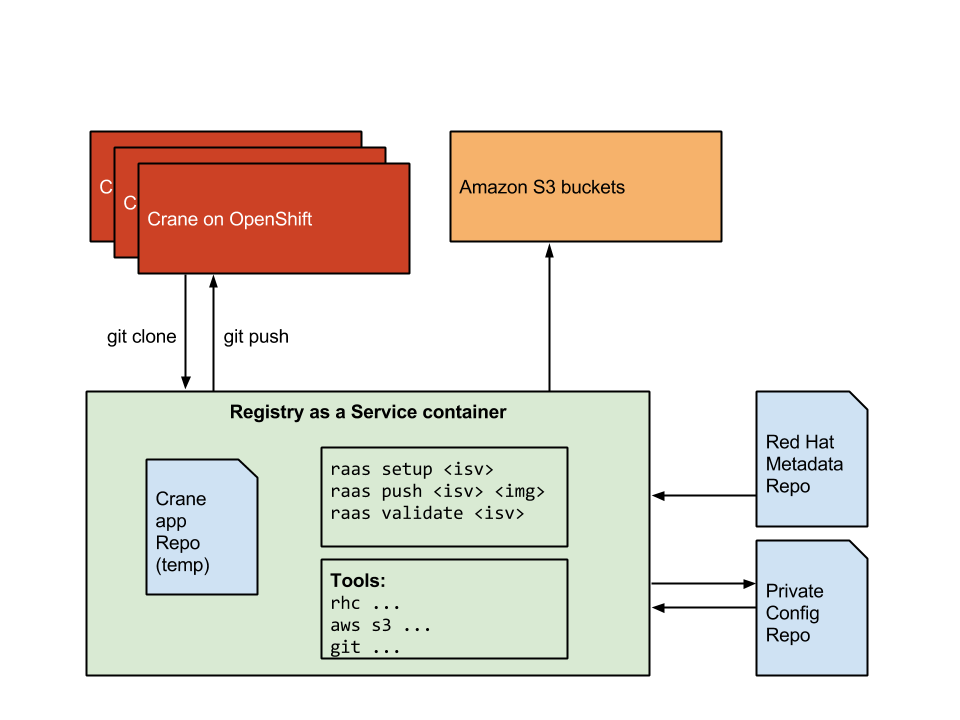 C
C
Crane on OpenShift
Amazon S3 buckets
git clone
git push
Registry as a Service container
Crane
app
Repo
(temp)
raas setup <isv>
raas push <isv> <img>
raas validate <isv>
Tools:
rhc ...
aws s3 ...
git ...
Red Hat
Metadata
Repo
Private
Config
Repo